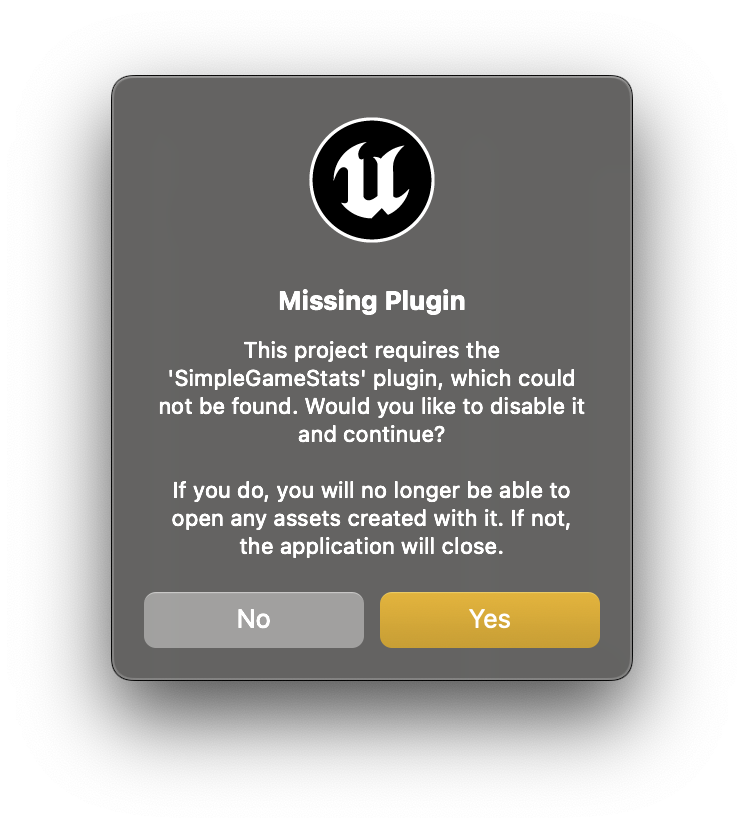 Missing Plugin
This project requires the
'SimpleGameStats' plugin, which could
not be found. Would you like to disable it
and continue?
If you do, you will no longer be able to
open any assets created with it. If not,
the application will close.
No
Yes